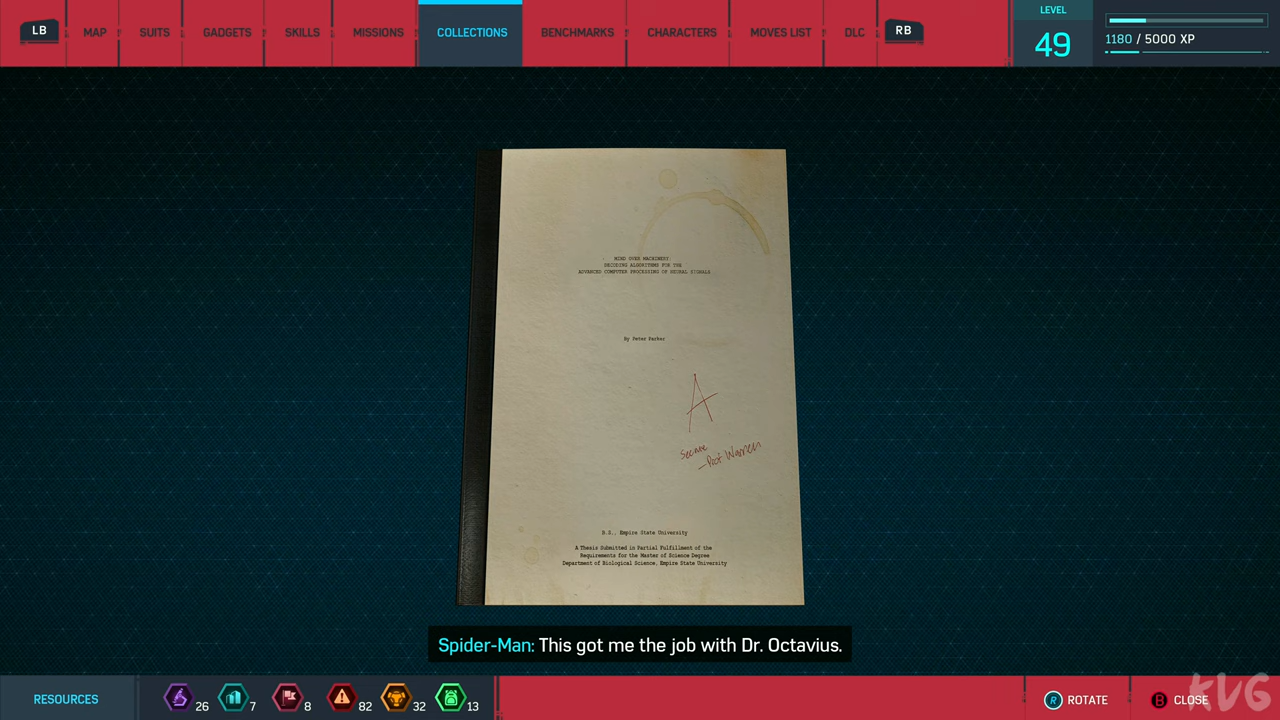 LB
MAP
SUITS
GADGETS
SKILLS
MISSIONS
COLLECTIONS
BENCHMARKS
CHARACTERS
MOVES LIST
DLC
RB
LEVEL
49
1180 / 5000 XP
MIND OVER MACHINERY:
DECODING ALGORITHMS FOR THE
ADVANCED COMPUTER PROCESSING OF NEURAL SIGNALS
By Peter Parker
A
- Prof Warren
B.S., Empire State University
A Thesis Submitted in Partial Fulfillment of the
Requirements for the Master of Science Degree
Department of Biological Science, Empire State University
Spider-Man: This got me the job with Dr. Octavius.
RESOURCES
26
7
8
82
32
13
R ROTATE
B CLOSE
KVG